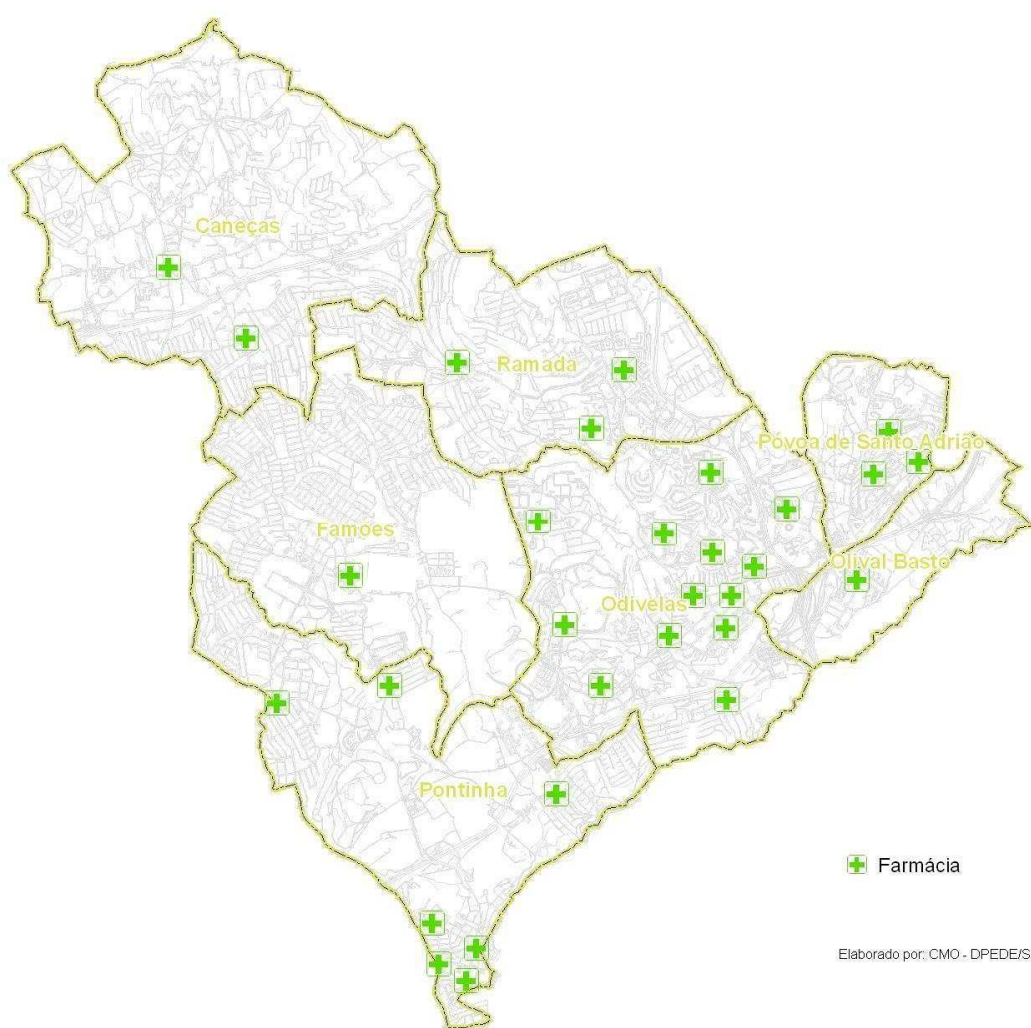 Caneças
Ramada
Póvoa de Santo Adrião
Famões
Olival Basto
Odivelas
Pontinha
Farmácia
Elaborado por: CMO - DPEDE/S